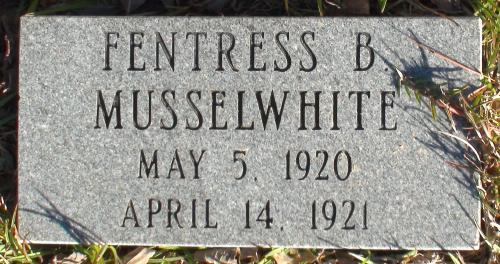 FENTRESS B.
MUSSELWHITE
MAY 5, 1920
APRIL 14, 1921